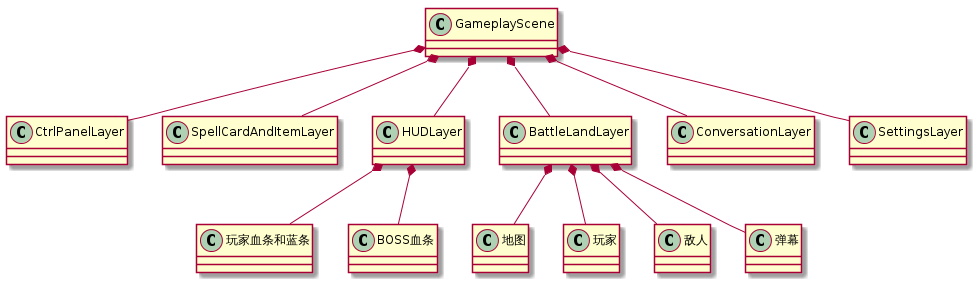 C GameplayScene
C CtrlPanelLayer
C SpellCardAndItemLayer
C HUDLayer
C BattleLandLayer
C ConversationLayer
C SettingsLayer
C 玩家血条和蓝条
C BOSS血条
C 地图
C 玩家
C 敌人
C 弹幕